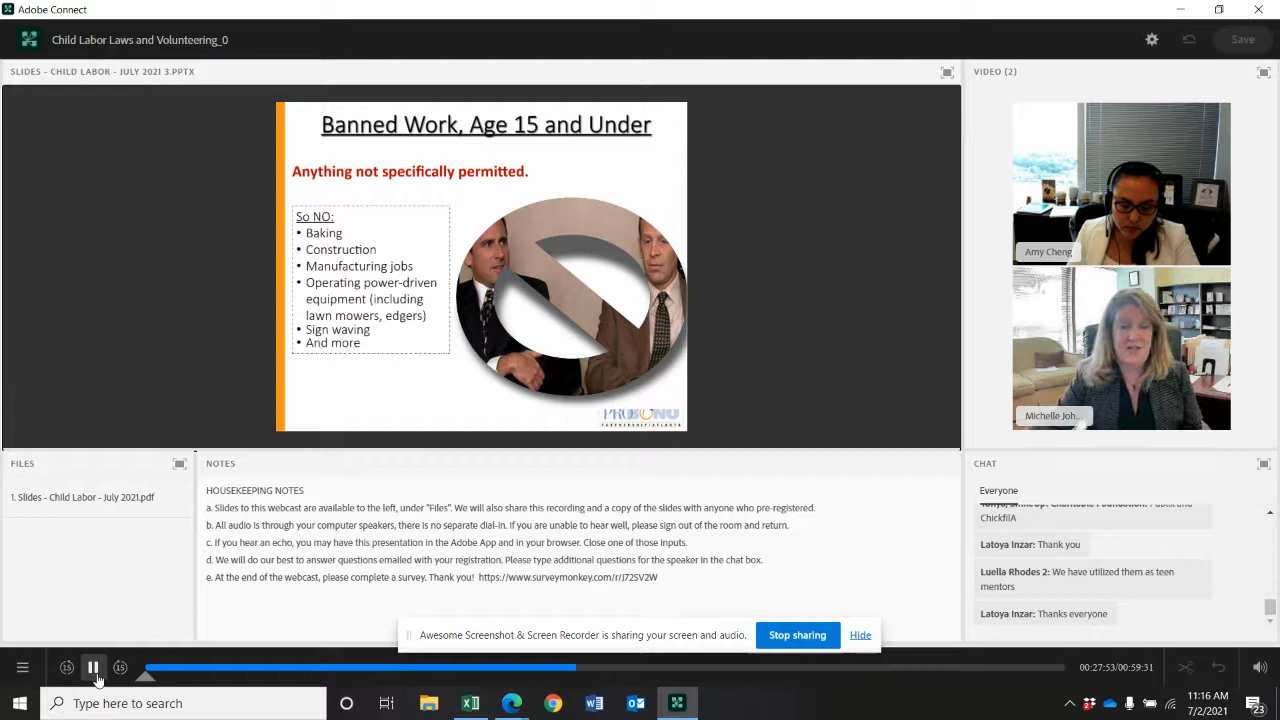 Adobe Connect
Child Labor Laws and Volunteering_0
Save
SLIDES - CHILD LABOR - JULY 2021 3.PPTX
VIDEO (2)
Banned Work, Age 15 and Under
Anything not specifically permitted.
So NO:
• Baking
• Construction
• Manufacturing jobs
• Operating power-driven
equipment (including
lawn mowers, edgers)
• Sign waving
• And more
PROBONO
PARTNERSHIP/ATLANTA
Amy Cheng
Michelle Joh...
FILES
1. Slides - Child Labor - July 2021.pdf
NOTES
HOUSEKEEPING NOTES
a. Slides to this webcast are available to the left, under "Files". We will also share this recording and a copy of the slides with anyone who pre-registered.
b. All audio is through your computer speakers, there is no separate dial-in. If you are unable to hear well, please sign out of the room and return.
c. If you hear an echo, you may have this presentation in the Adobe App and in your browser. Close one of those inputs.
d. We will do our best to answer questions emailed with your registration. Please type additional questions for the speaker in the chat box.
e. At the end of the webcast, please complete a survey. Thank you! https://www.surveymonkey.com/r/J72SV2W
CHAT
Everyone
ChickfilA
Latoya Inzar: Thank you
Luella Rhodes 2: We have utilized them as teen
mentors
Latoya Inzar: Thanks everyone
Awesome Screenshot & Screen Recorder is sharing your screen and audio.
Stop sharing
Hide
15
15
00:27:53/00:59:31
Type here to search
11:16 AM
7/2/2021
23